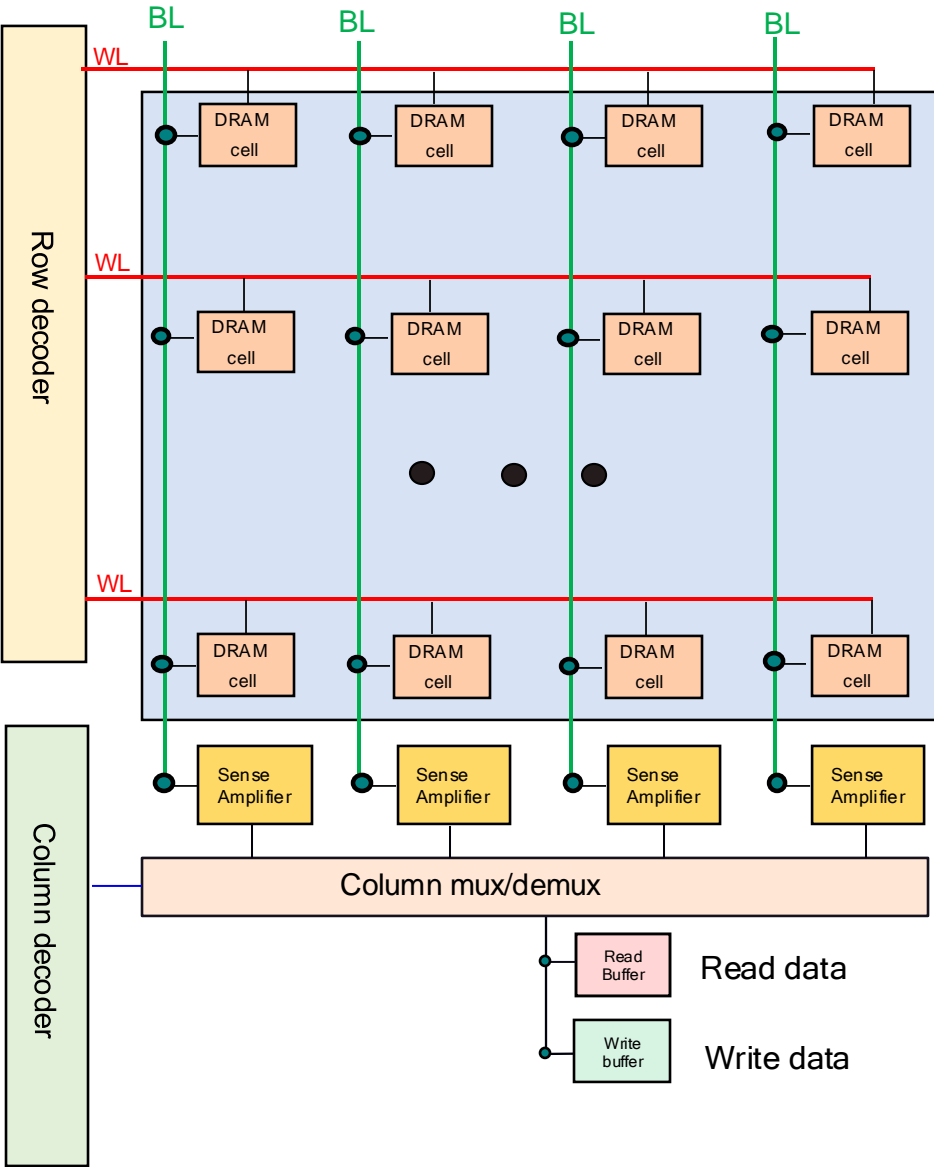 BL
BL
BL
BL
WL
DRAM
cell
DRAM
cell
DRAM
cell
DRAM
cell
Row decoder
WL
DRAM
cell
DRAM
cell
DRAM
cell
DRAM
cell
WL
DRAM
cell
DRAM
cell
DRAM
cell
DRAM
cell
Sense
Amplifier
Sense
Amplifier
Sense
Amplifier
Sense
Amplifier
Column decoder
Column mux/demux
Read
Buffer
Read data
Write
buffer
Write data